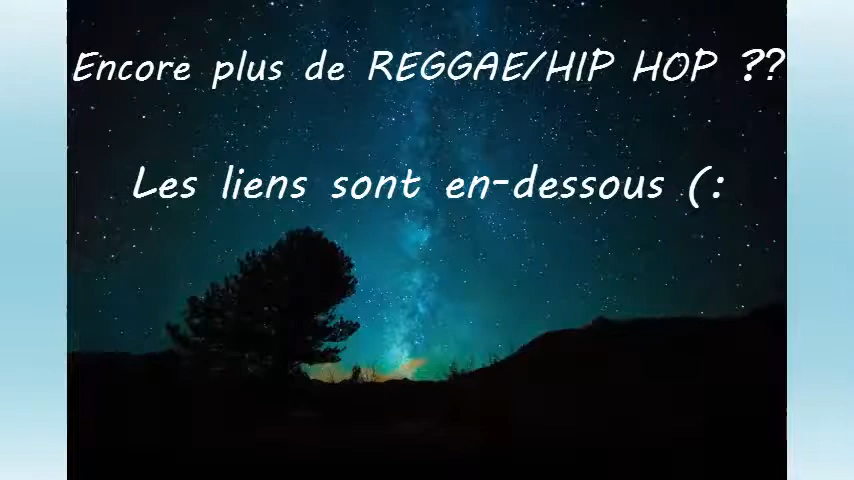 Encore plus de REGGAE/HIP HOP ??
Les liens sont en-dessous (: